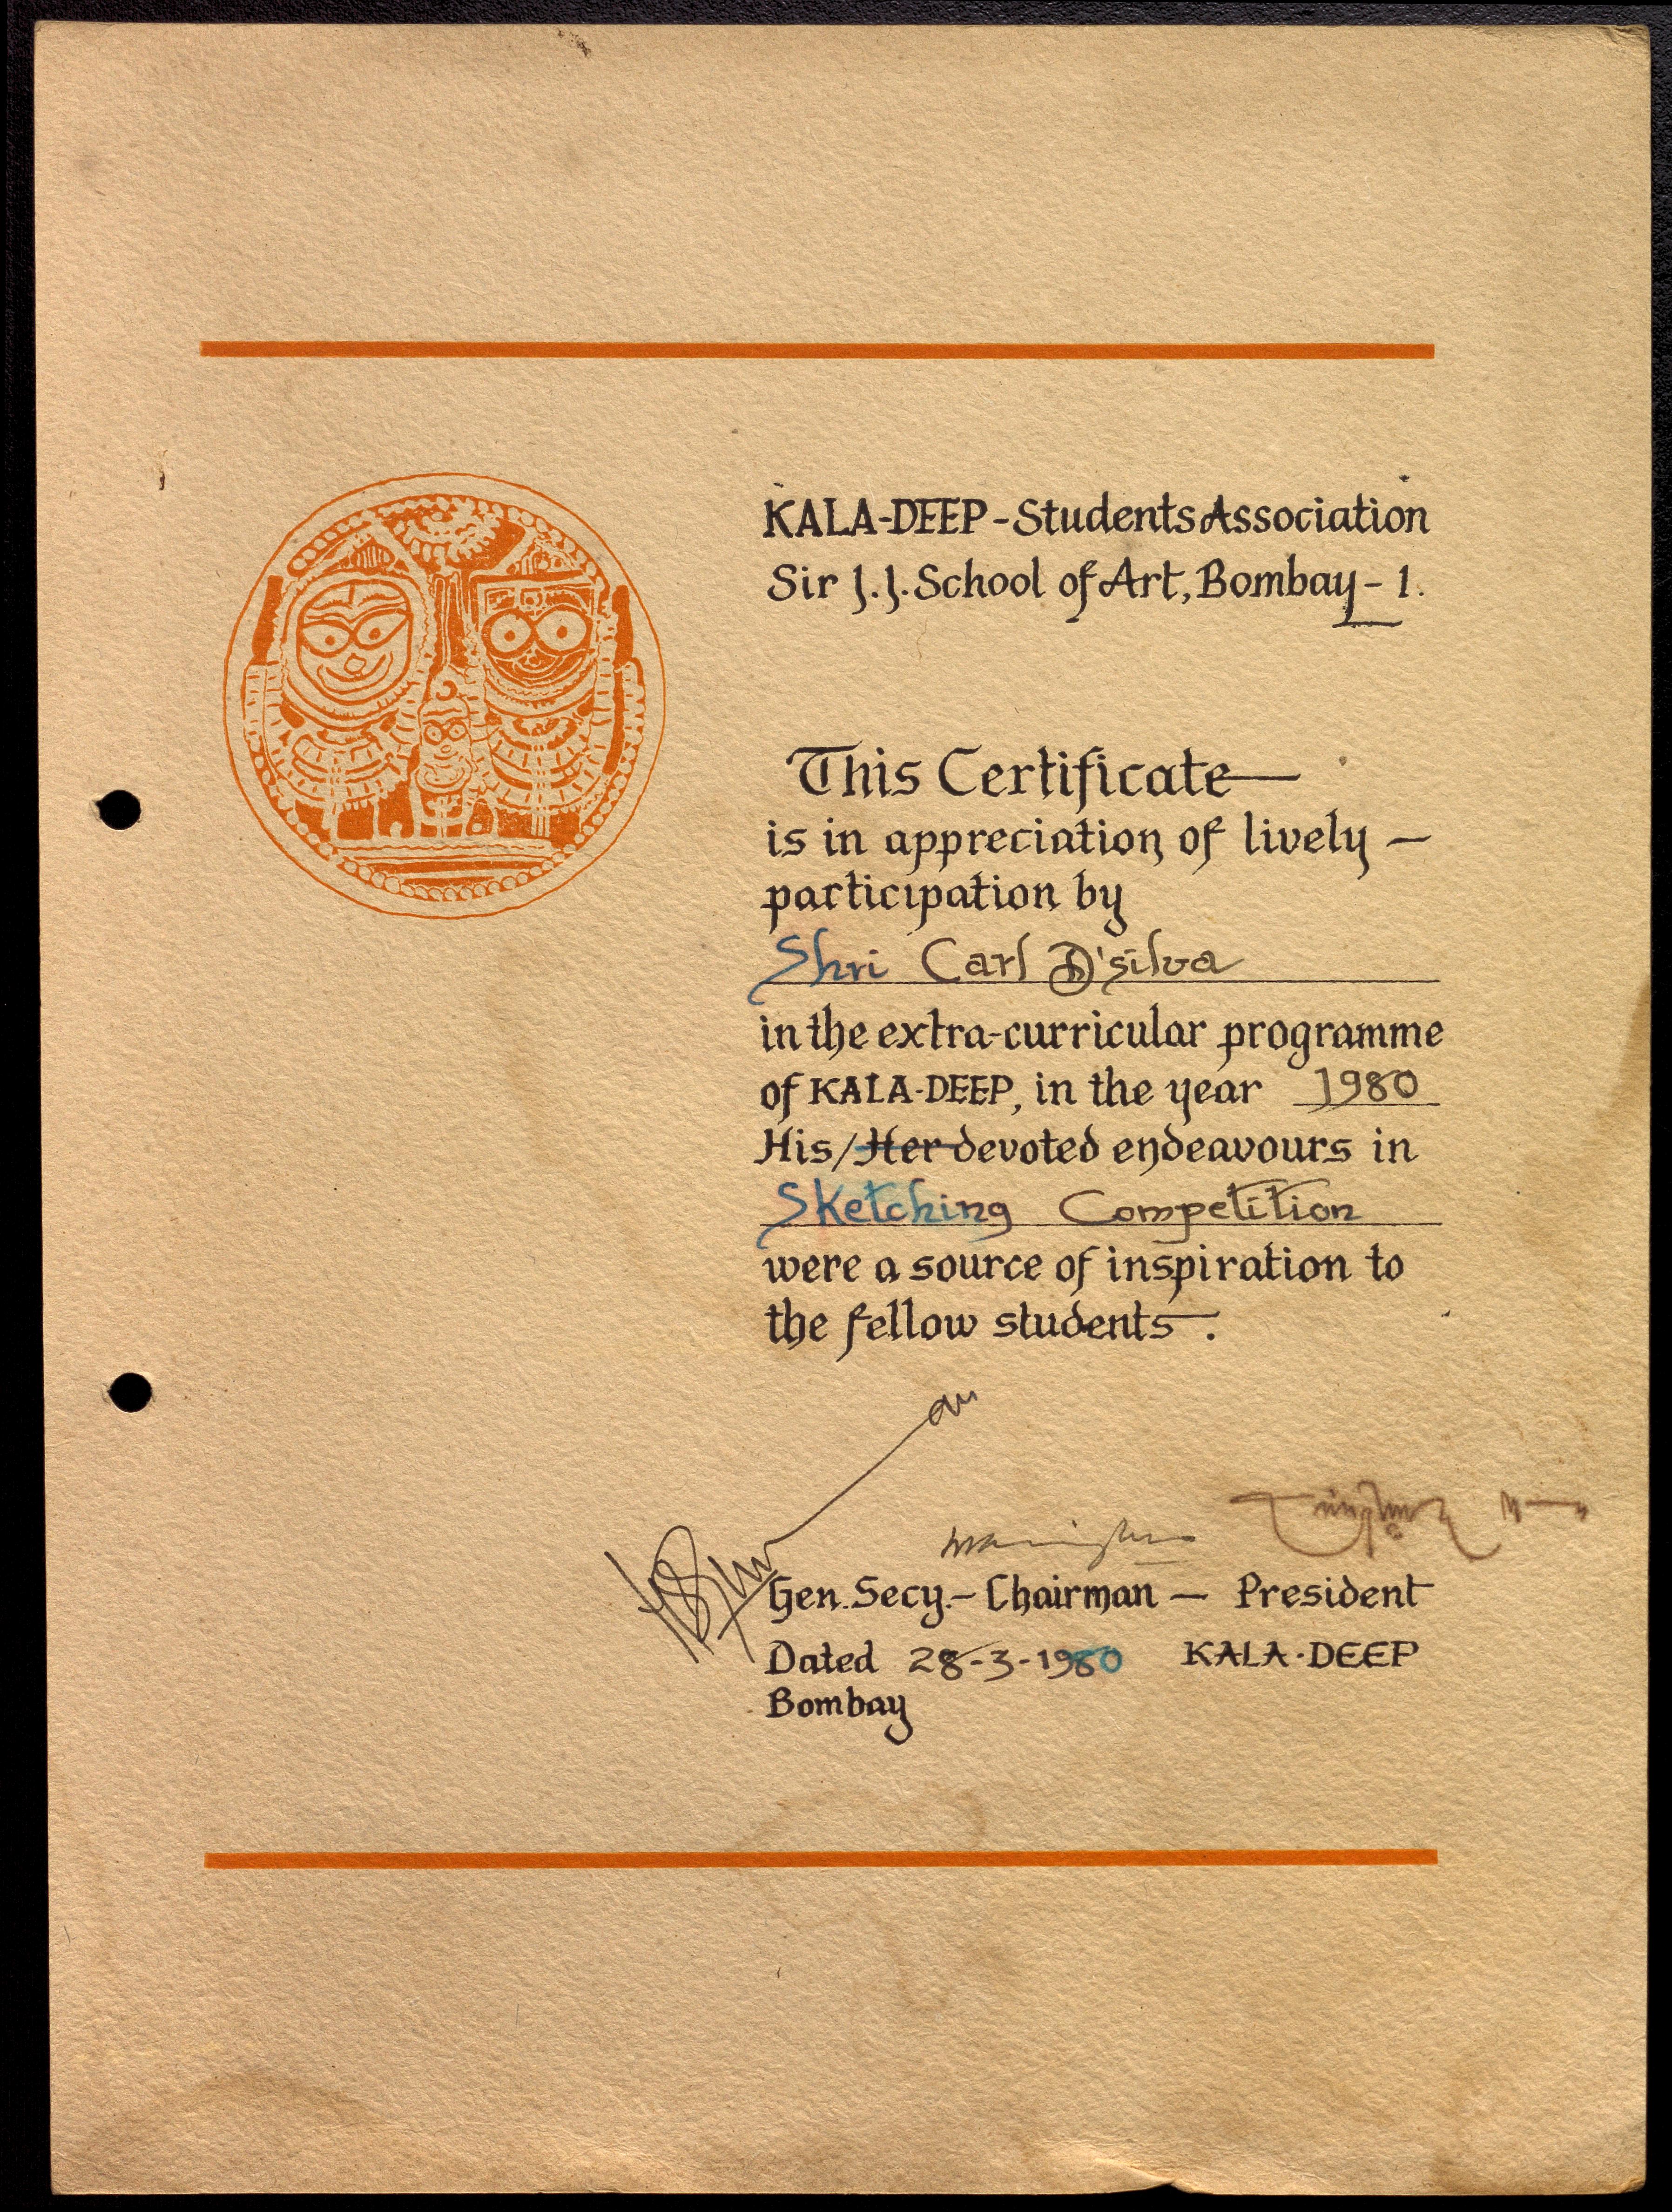 KALA-DEEP - Students Association
Sir J.J. School of Art, Bombay - 1.
This Certificate —
is in appreciation of lively —
participation by
Shri Carl D'silva
in the extra-curricular programme
of KALA-DEEP, in the year 1980
His/Her devoted endeavours in
Sketching Competition
were a source of inspiration to
the fellow students.
Gen. Secy. - Chairman — President
Dated 28-3-1980 KALA-DEEP
Bombay